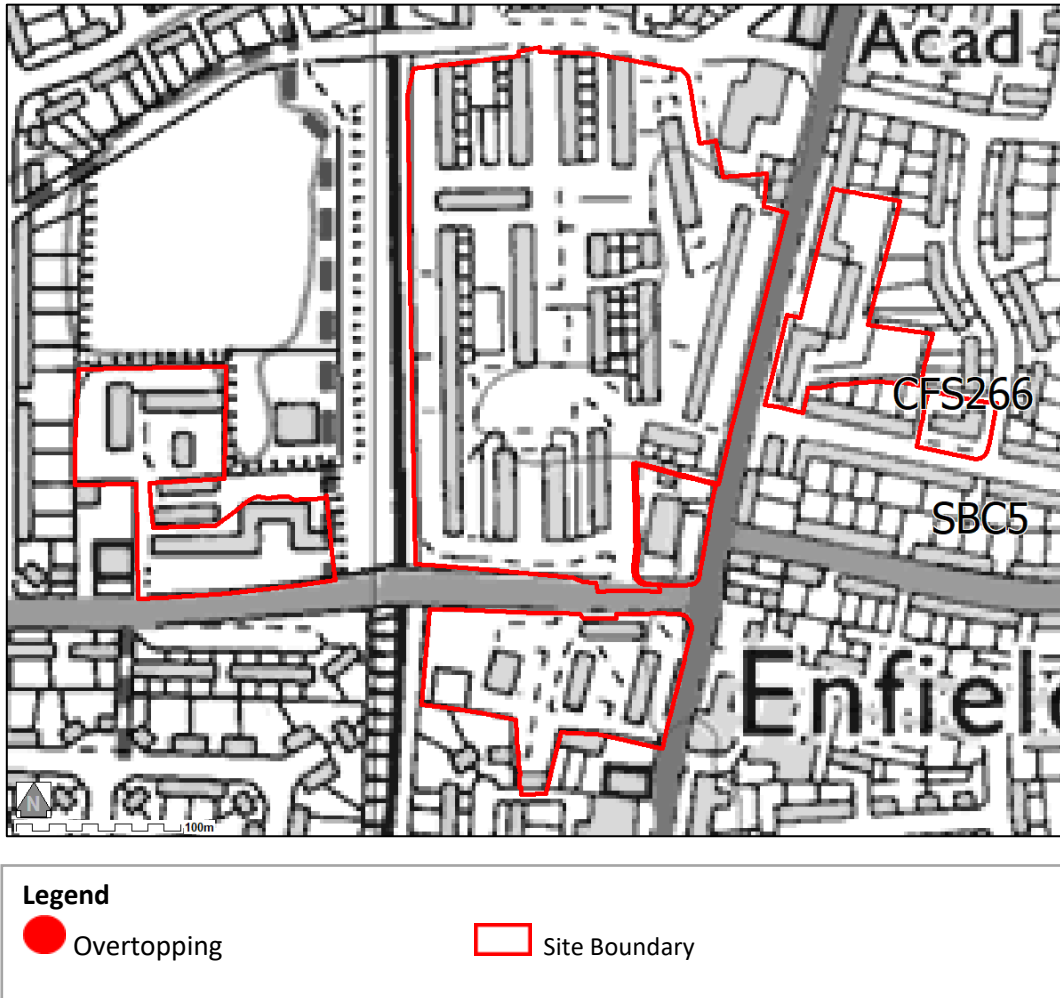 Acad
CFS266
SBC5
Enfiel
N
100m
Legend
Overtopping
Site Boundary